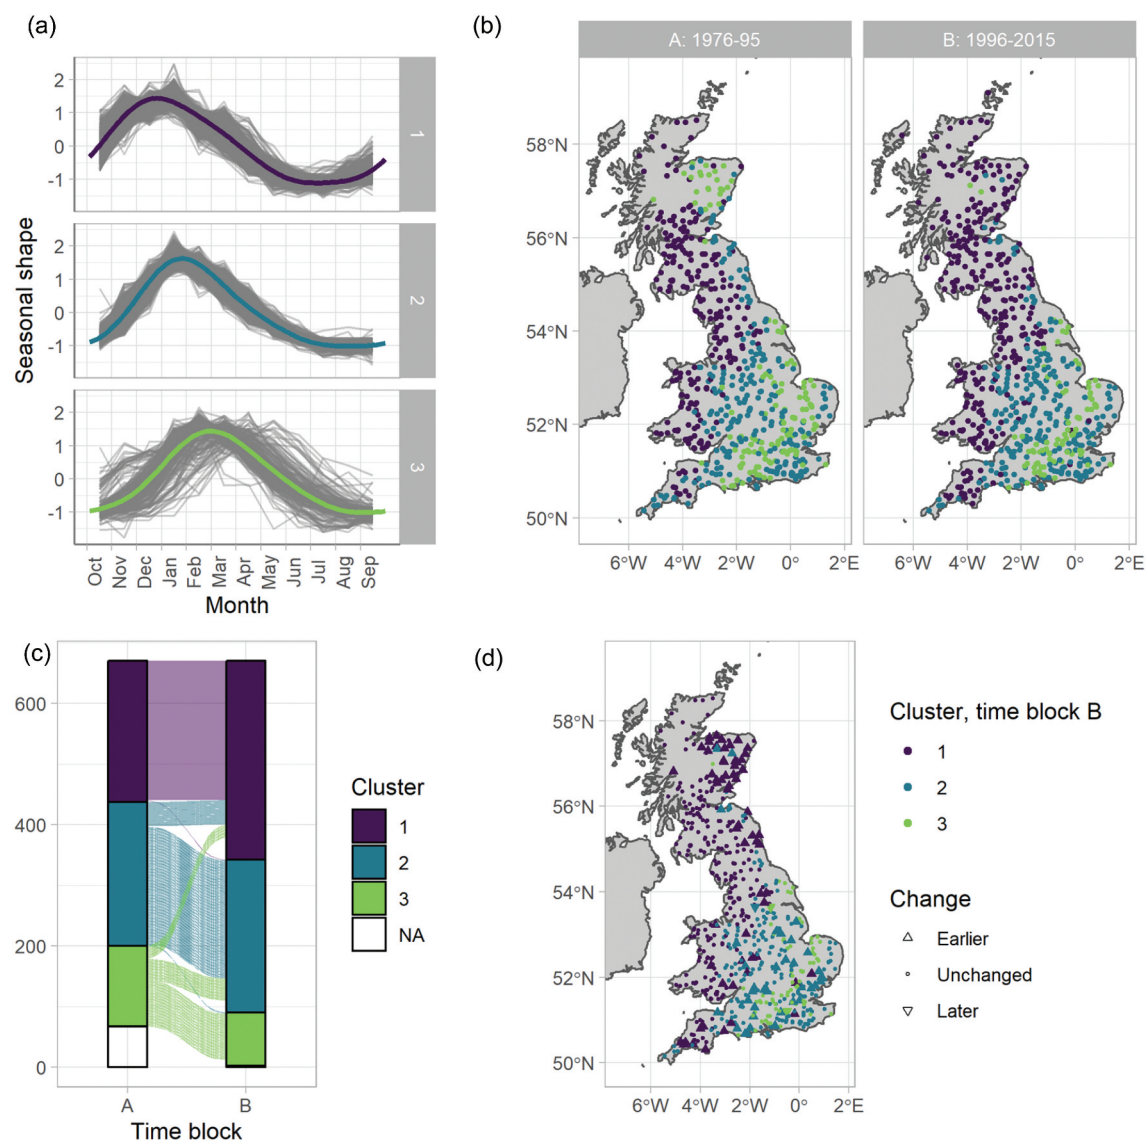 (a)
Seasonal shape
2
1
0
-1
1
2
1
0
-1
2
2
1
0
-1
3
Oct
Nov
Dec
Jan
Feb
Mar
Apr
May
Jun
Jul
Aug
Sep
Month
(b)
A: 1976-95
B: 1996-2015
58°N
56°N
54°N
52°N
50°N
6°W 4°W 2°W 0° 2°E
6°W 4°W 2°W 0° 2°E
(c)
600
400
200
0
A B
Time block
Cluster
1
2
3
NA
(d)
58°N
56°N
54°N
52°N
50°N
6°W 4°W 2°W 0° 2°E
Cluster, time block B
1
2
3
Change
Earlier
Unchanged
Later